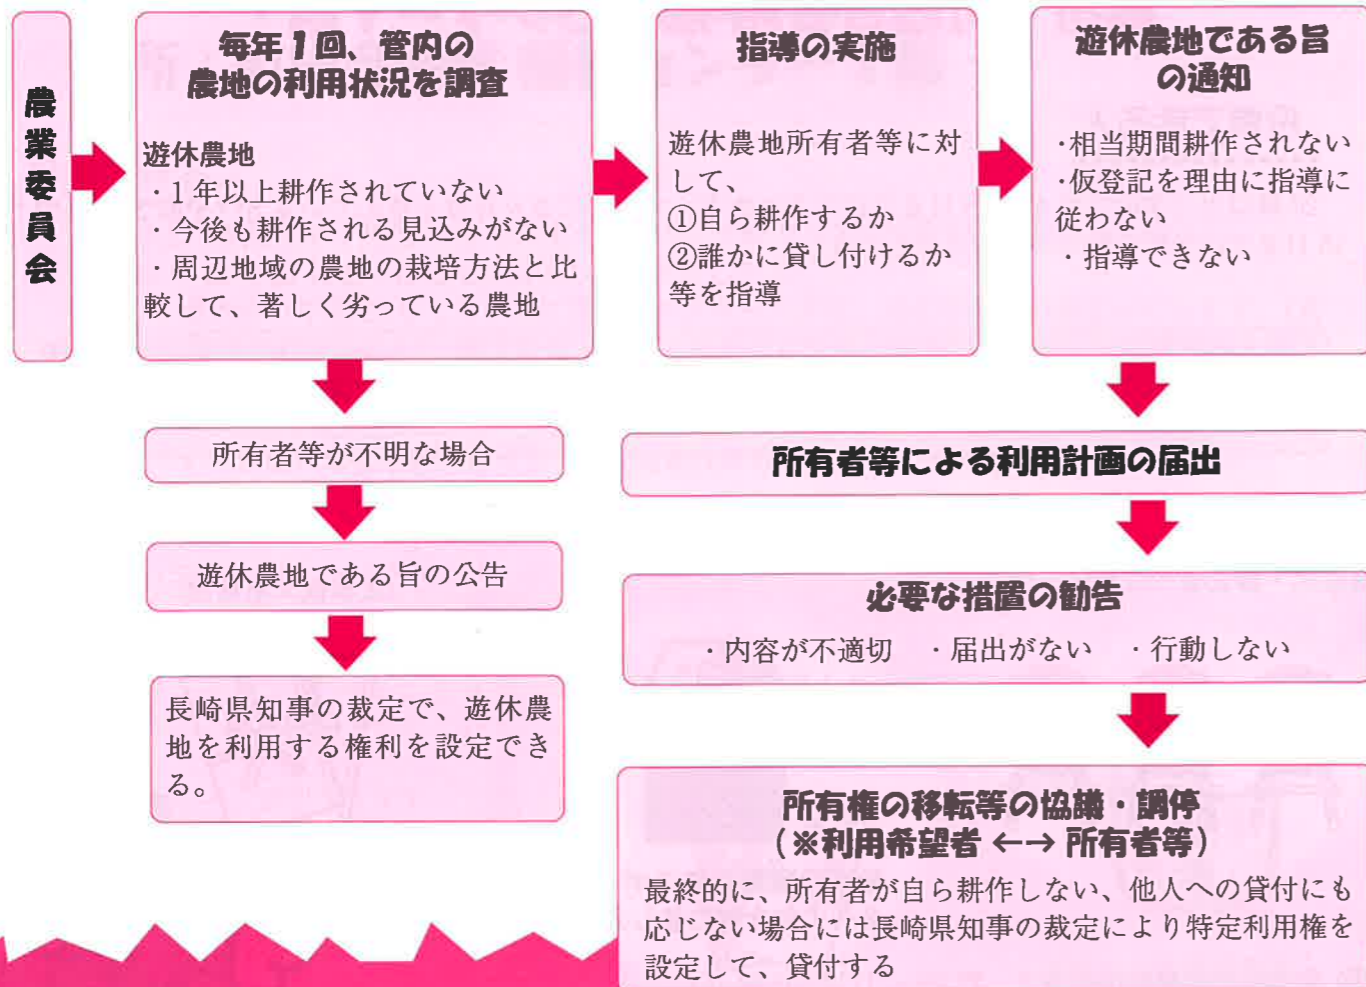 農業委員会
毎年1回、管内の
農地の利用状況を調査
遊休農地
・1年以上耕作されていない
・今後も耕作される見込みがない
・周辺地域の農地の栽培方法と比
較して、著しく劣っている農地
指導の実施
遊休農地所有者等に対
して、
①自ら耕作するか
②誰かに貸し付けるか
等を指導
遊休農地である旨
の通知
・相当期間耕作されない
・仮登記を理由に指導に
従わない
・指導できない
所有者等が不明な場合
遊休農地である旨の公告
長崎県知事の裁定で、遊休農
地を利用する権利を設定でき
る。
所有者等による利用計画の届出
必要な措置の勧告
・内容が不適切　・届出がない　・行動しない
所有権の移転等の協議・調停
（※利用希望者 ←→ 所有者等）
最終的に、所有者が自ら耕作しない、他人への貸付にも
応じない場合には長崎県知事の裁定により特定利用権を
設定して、貸付する